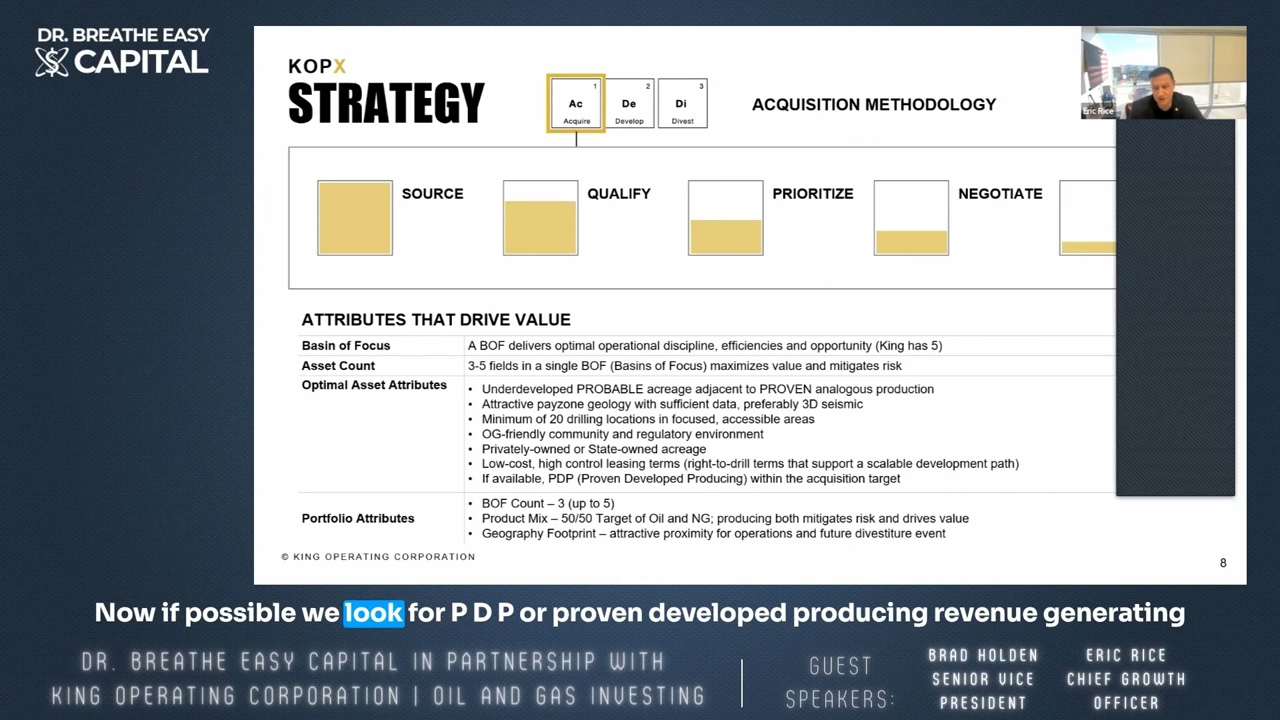 DR. BREATHE EASY
CAPITAL
KOPX
STRATEGY
1
Ac
Acquire
2
De
Develop
3
Di
Divest
ACQUISITION METHODOLOGY
Eric Rice
SOURCE
QUALIFY
PRIORITIZE
NEGOTIATE
ATTRIBUTES THAT DRIVE VALUE
Basin of Focus
A BOF delivers optimal operational discipline, efficiencies and opportunity (King has 5)
Asset Count
3-5 fields in a single BOF (Basins of Focus) maximizes value and mitigates risk
Optimal Asset Attributes
• Underdeveloped PROBABLE acreage adjacent to PROVEN analogous production
• Attractive payzone geology with sufficient data, preferably 3D seismic
• Minimum of 20 drilling locations in focused, accessible areas
• OG-friendly community and regulatory environment
• Privately-owned or State-owned acreage
• Low-cost, high control leasing terms (right-to-drill terms that support a scalable development path)
• If available, PDP (Proven Developed Producing) within the acquisition target
Portfolio Attributes
• BOF Count – 3 (up to 5)
• Product Mix – 50/50 Target of Oil and NG; producing both mitigates risk and drives value
• Geography Footprint – attractive proximity for operations and future divestiture event
© KING OPERATING CORPORATION
8
Now if possible we look for P D P or proven developed producing revenue generating
DR. BREATHE EASY CAPITAL IN PARTNERSHIP WITH
KING OPERATING CORPORATION | OIL AND GAS INVESTING
GUEST
SPEAKERS:
BRAD HOLDEN
SENIOR VICE
PRESIDENT
ERIC RICE
CHIEF GROWTH
OFFICER